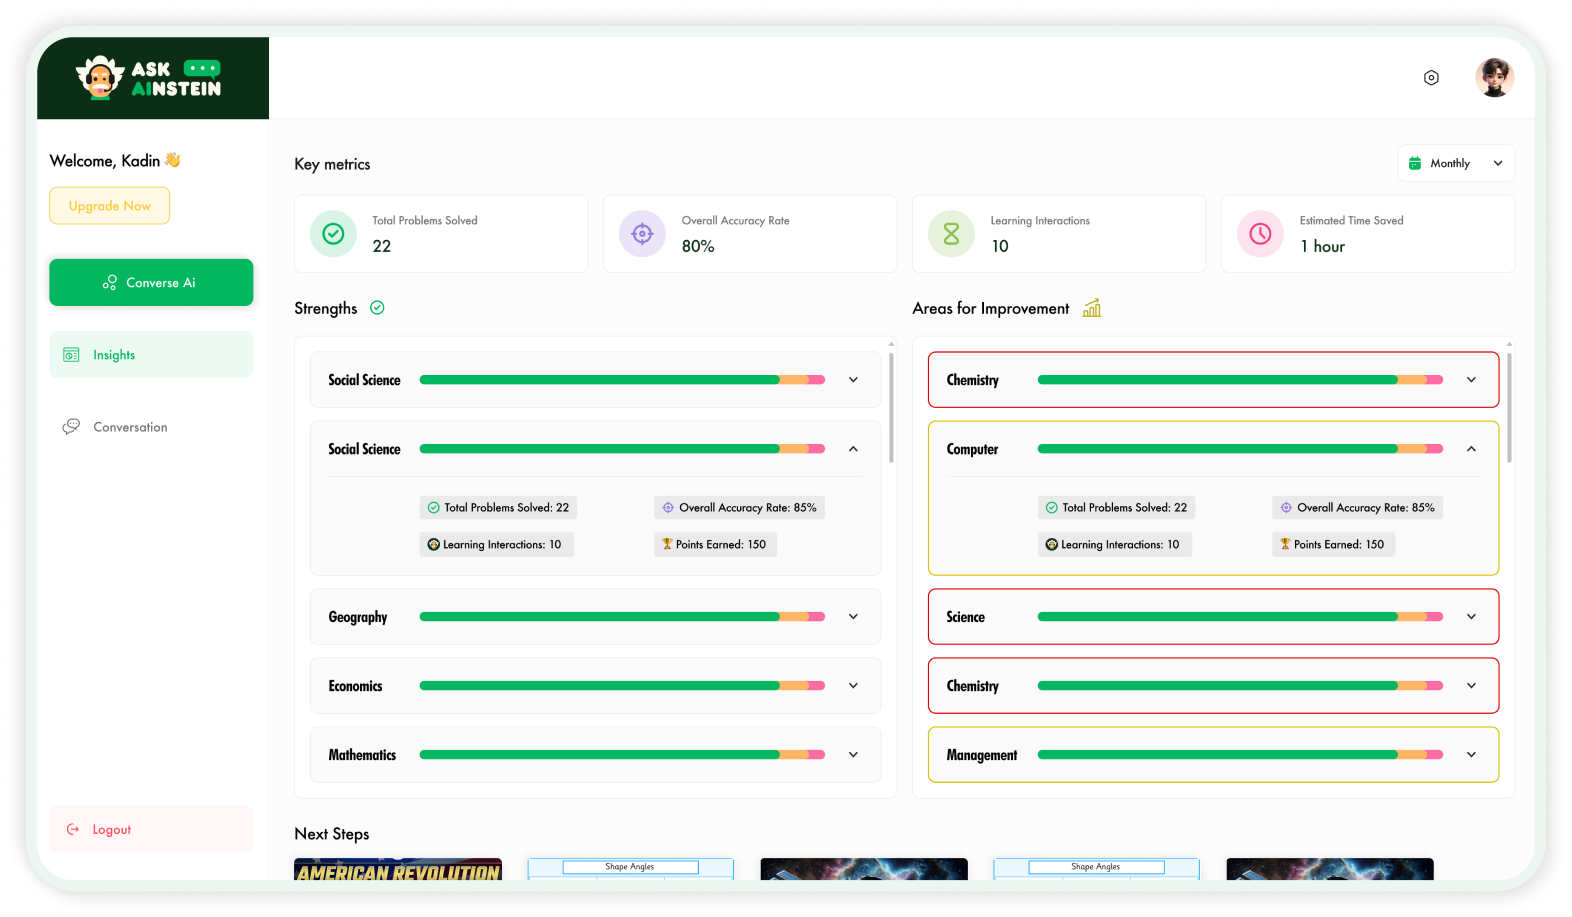 ASK
AINSTEIN
Welcome, Kadin
Upgrade Now
Converse Ai
Insights
Conversation
Logout
Key metrics
Monthly
Total Problems Solved
22
Overall Accuracy Rate
80%
Learning Interactions
10
Estimated Time Saved
1 hour
Strengths
Social Science
Social Science
Total Problems Solved: 22
Overall Accuracy Rate: 85%
Learning Interactions: 10
Points Earned: 150
Geography
Economics
Mathematics
Areas for Improvement
Chemistry
Computer
Total Problems Solved: 22
Overall Accuracy Rate: 85%
Learning Interactions: 10
Points Earned: 150
Science
Chemistry
Management
Next Steps
AMERICAN REVOLUTION
Shape Angles
Shape Angles